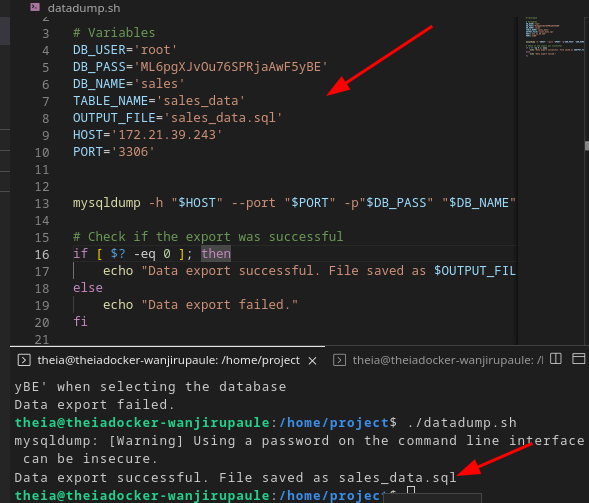 datadump.sh
2
3 # Variables
4 DB_USER='root'
5 DB_PASS='ML6pgXJvOu76SPRjaAwF5yBE'
6 DB_NAME='sales'
7 TABLE_NAME='sales_data'
8 OUTPUT_FILE='sales_data.sql'
9 HOST='172.21.39.243'
10 PORT='3306'
11
12
13 mysqldump -h "$HOST" --port "$PORT" -p"$DB_PASS" "$DB_NAME"
14
15 # Check if the export was successful
16 if [ $? -eq 0 ]; then
17 echo "Data export successful. File saved as $OUTPUT_FIL
18 else
19 echo "Data export failed."
20 fi
21
theia@theiadocker-wanjirupaule: /home/project × theia@theiadocker-wanjirupaule: /l
yBE' when selecting the database
Data export failed.
theia@theiadocker-wanjirupaule:/home/project$ ./datadump.sh
mysqldump: [Warning] Using a password on the command line interface
can be insecure.
Data export successful. File saved as sales_data.sql
theia@theiadocker-wanjirupaule:/home/project$